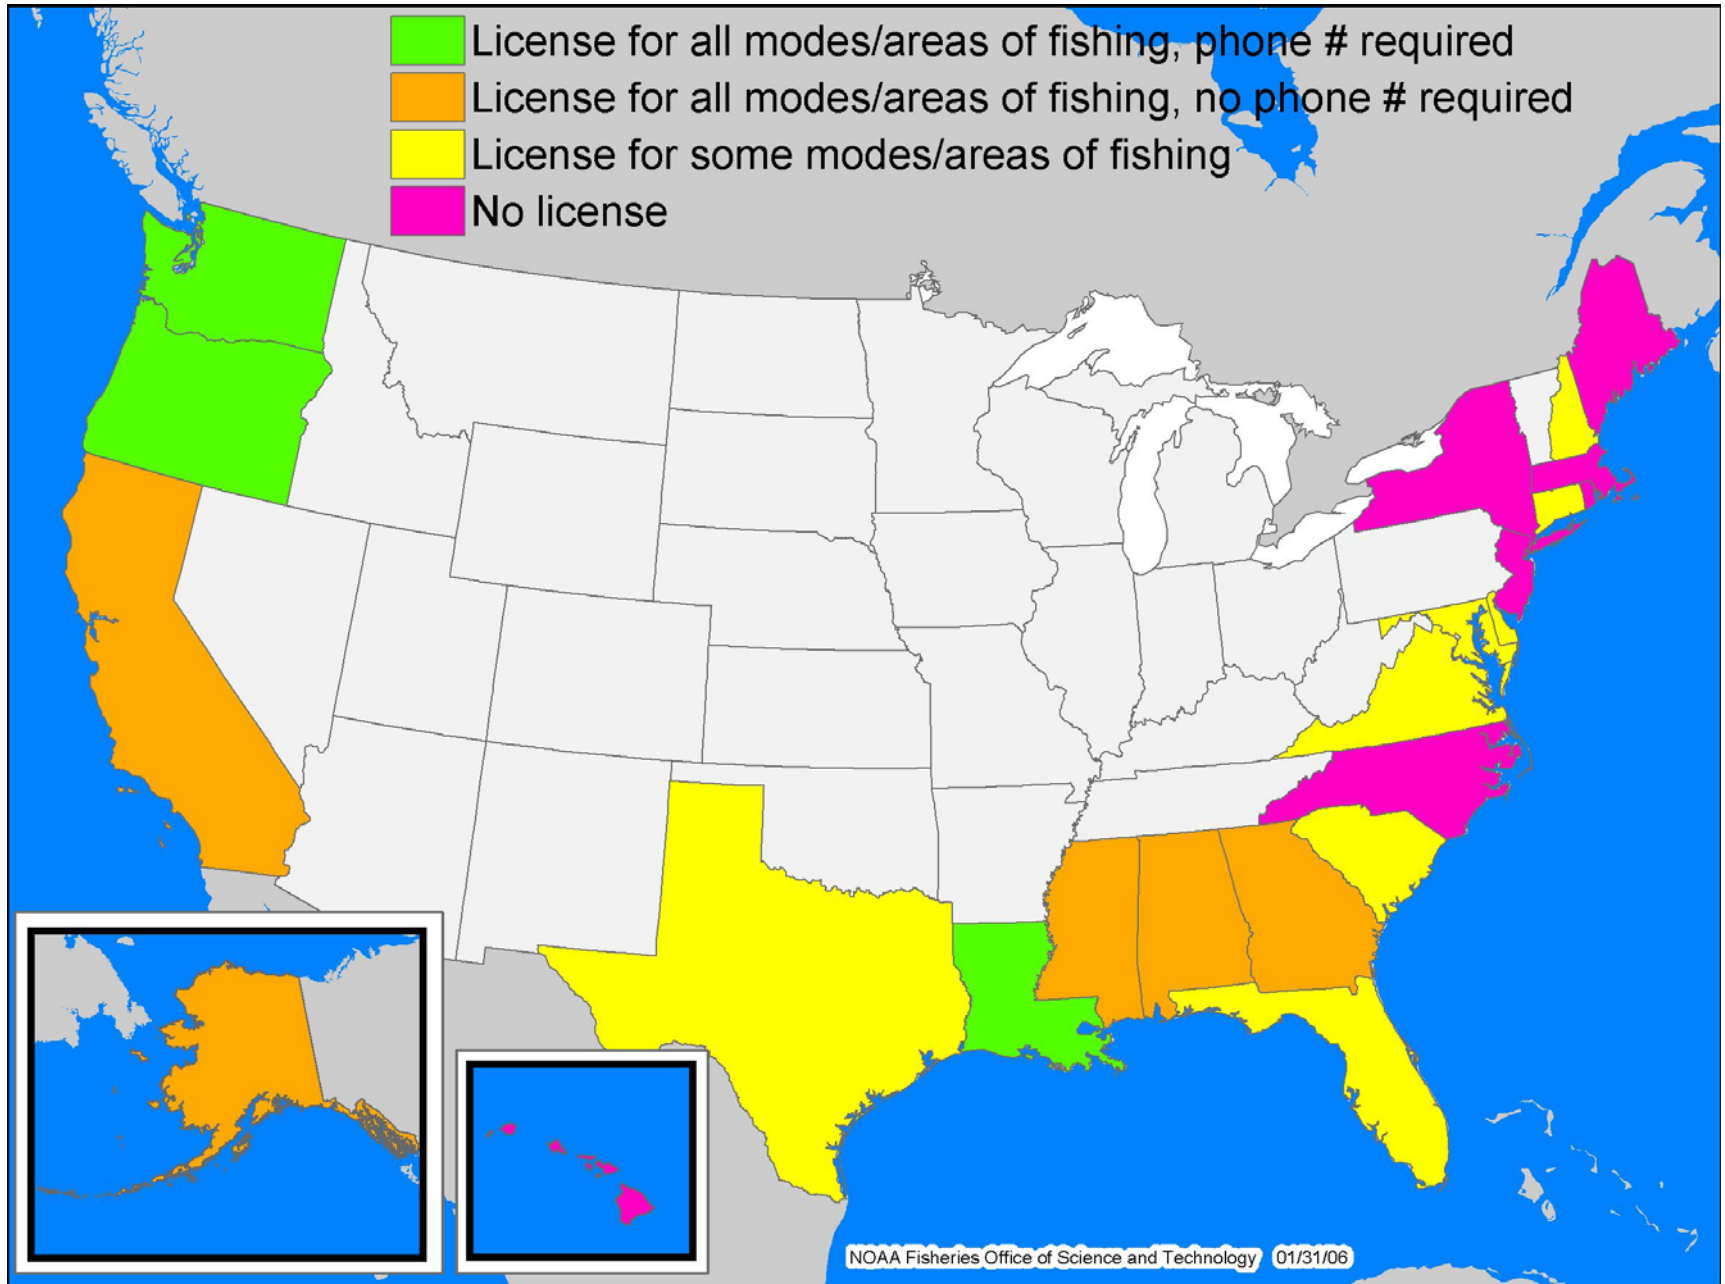 License for all modes/areas of fishing, phone # required
License for all modes/areas of fishing, no phone # required
License for some modes/areas of fishing
No license
NOAA Fisheries Office of Science and Technology 01/31/06